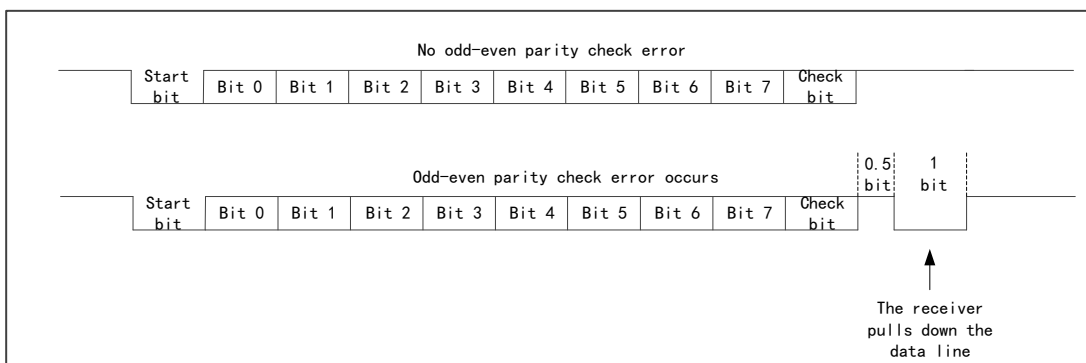 No odd-even parity check error
Start bit Bit 0 Bit 1 Bit 2 Bit 3 Bit 4 Bit 5 Bit 6 Bit 7 Check bit
Odd-even parity check error occurs
0.5 bit 1 bit
Start bit Bit 0 Bit 1 Bit 2 Bit 3 Bit 4 Bit 5 Bit 6 Bit 7 Check bit
The receiver
pulls down the
data line